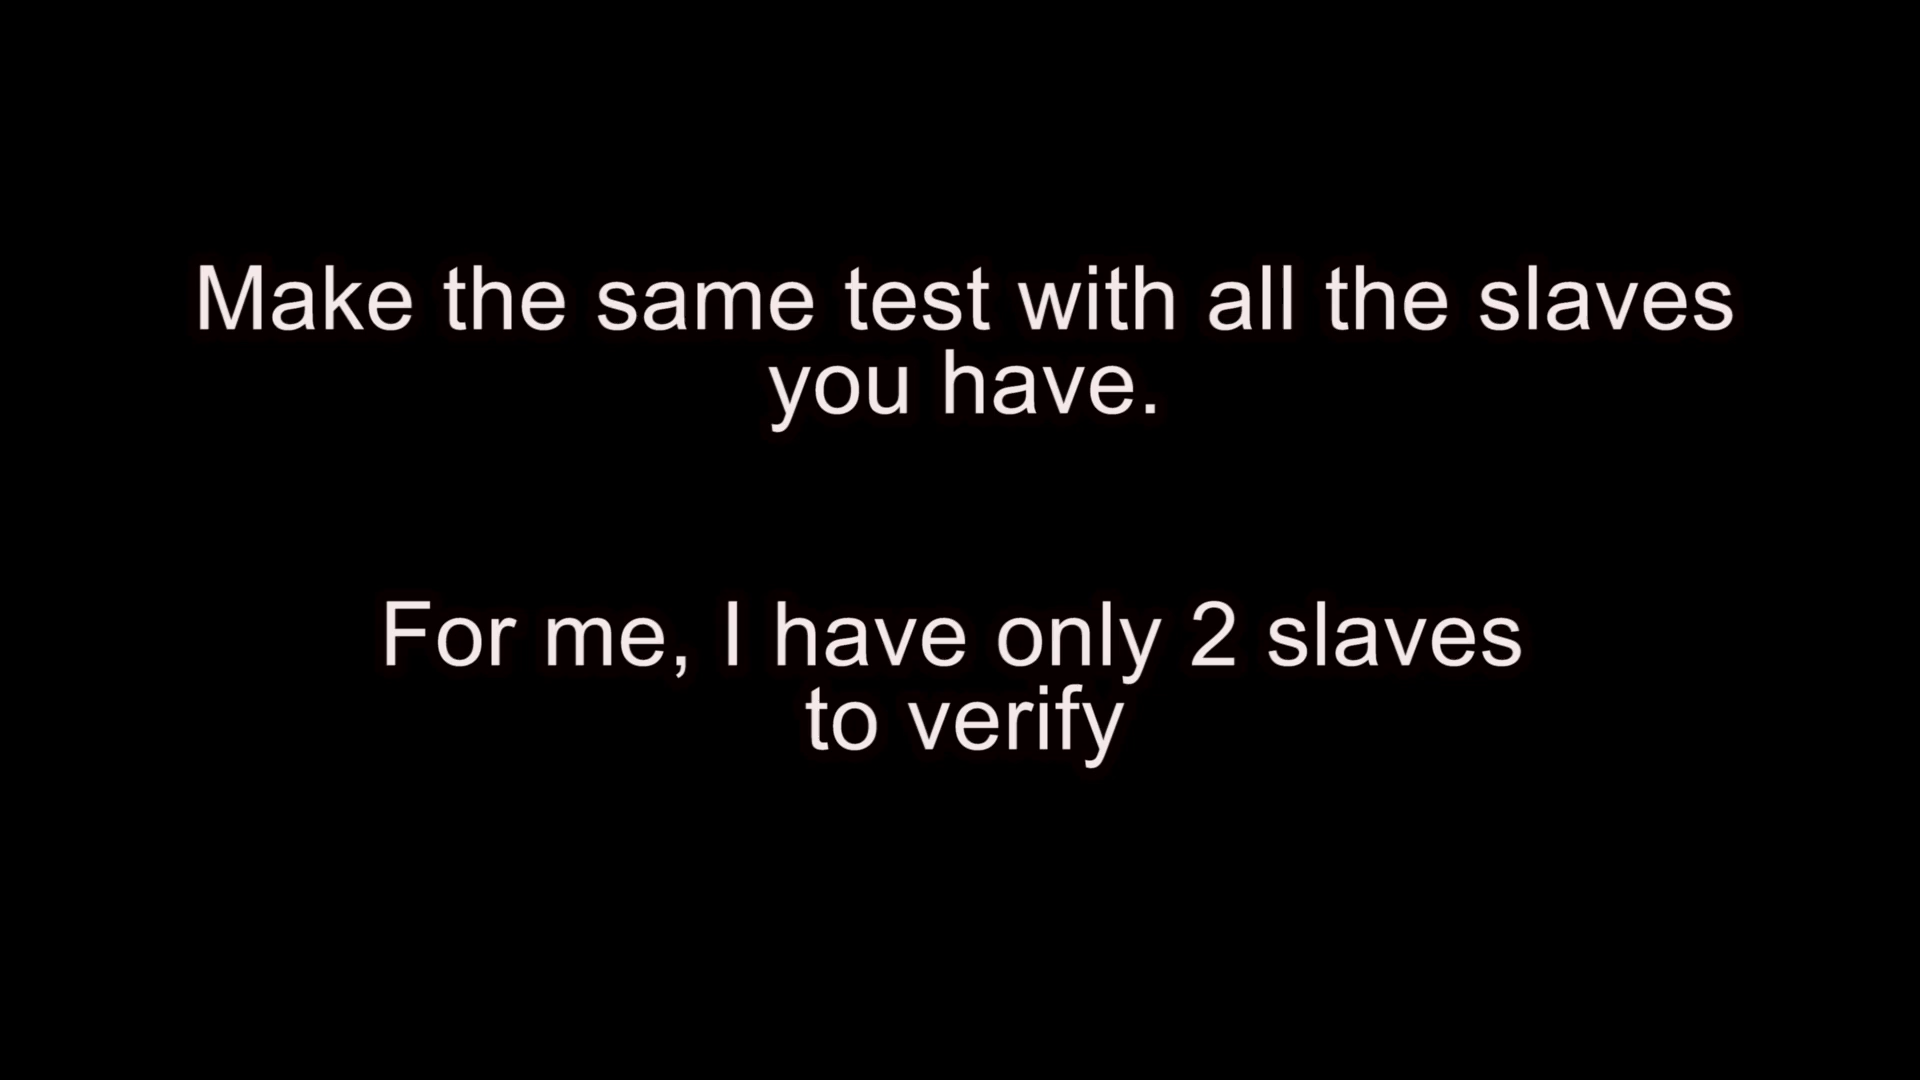 Make the same test with all the slaves
you have.
For me, I have only 2 slaves
to verify